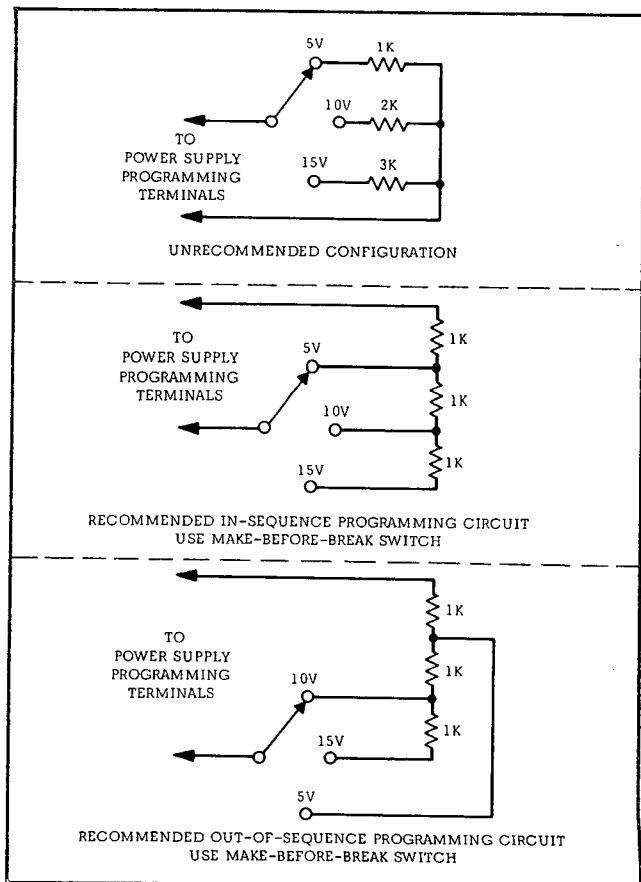 5V
1K
10V
2K
15V
3K
TO
POWER SUPPLY
PROGRAMMING
TERMINALS
UNRECOMMENDED CONFIGURATION
1K
TO
POWER SUPPLY
PROGRAMMING
TERMINALS
5V
1K
10V
1K
15V
RECOMMENDED IN-SEQUENCE PROGRAMMING CIRCUIT
USE MAKE-BEFORE-BREAK SWITCH
1K
TO
POWER SUPPLY
PROGRAMMING
TERMINALS
1K
10V
1K
15V
5V
RECOMMENDED OUT-OF-SEQUENCE PROGRAMMING CIRCUIT
USE MAKE-BEFORE-BREAK SWITCH